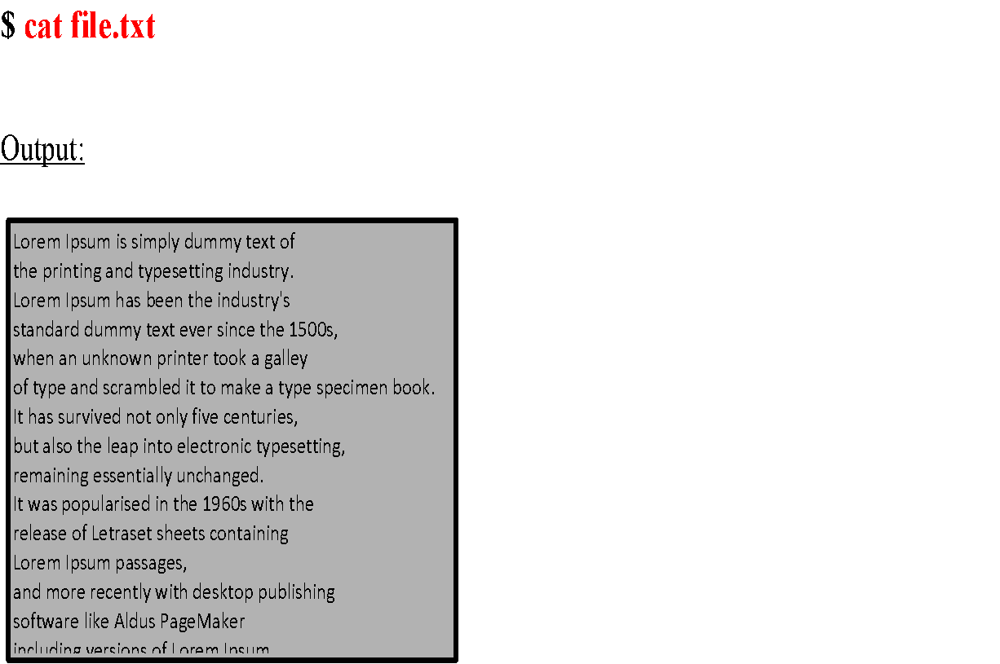 $ cat file.txt
Output:
Lorem Ipsum is simply dummy text of
the printing and typesetting industry.
Lorem Ipsum has been the industry's
standard dummy text ever since the 1500s,
when an unknown printer took a galley
of type and scrambled it to make a type specimen book.
It has survived not only five centuries,
but also the leap into electronic typesetting,
remaining essentially unchanged.
It was popularised in the 1960s with the
release of Letraset sheets containing
Lorem Ipsum passages,
and more recently with desktop publishing
software like Aldus PageMaker
including versions of Lorem Ipsum